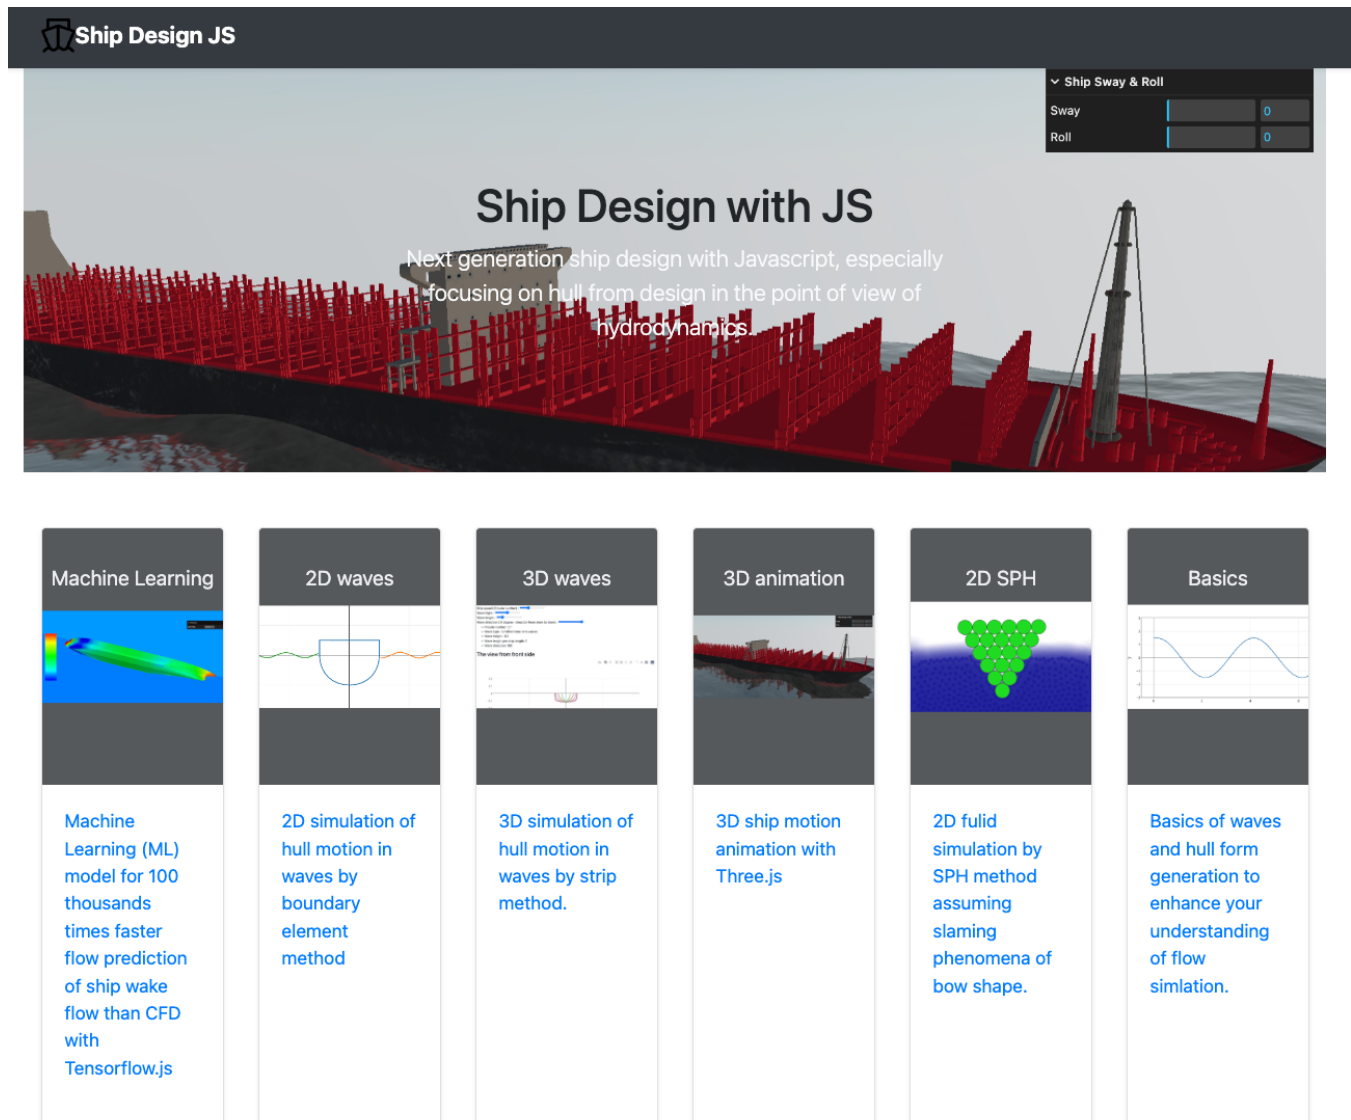 Ship Design JS
Ship Sway & Roll
Sway 0
Roll 0
Ship Design with JS
Next generation ship design with Javascript, especially
focusing on hull from design in the point of view of
hydrodynamics.
Machine Learning
2D waves
3D waves
3D animation
2D SPH
Basics
The view from front side
Machine
Learning (ML)
model for 100
thousands
times faster
flow prediction
of ship wake
flow than CFD
with
Tensorflow.js
2D simulation of
hull motion in
waves by
boundary
element
method
3D simulation of
hull motion in
waves by strip
method.
3D ship motion
animation with
Three.js
2D fulid
simulation by
SPH method
assuming
slaming
phenomena of
bow shape.
Basics of waves
and hull form
generation to
enhance your
understanding
of flow
simlation.